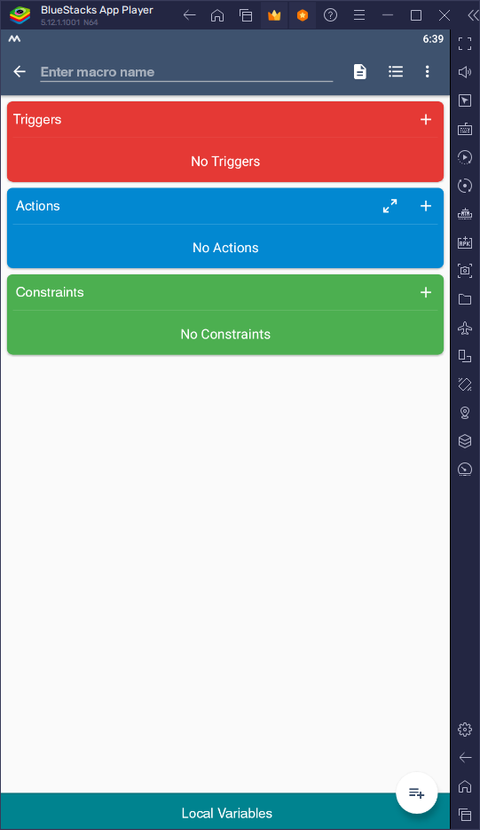 BlueStacks App Player
5.12.1.1001 N64
6:39
Enter macro name
Triggers
No Triggers
Actions
No Actions
Constraints
No Constraints
Local Variables